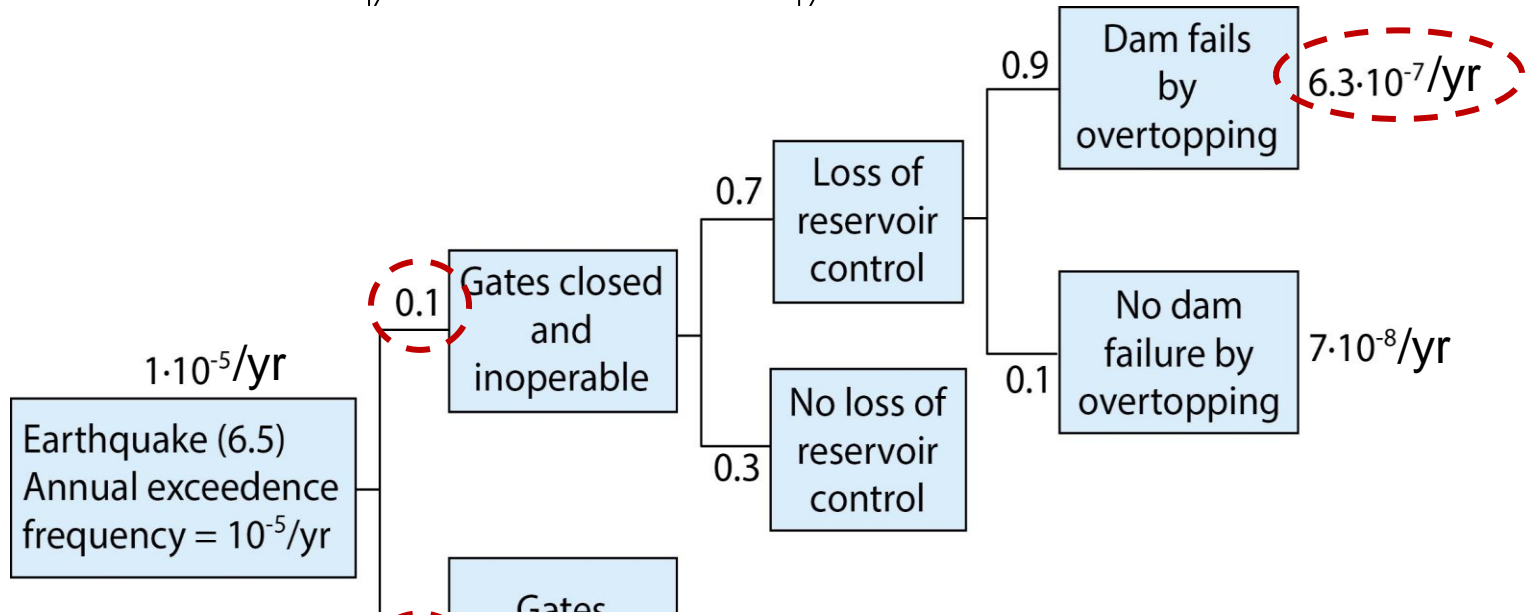 Dam fails
by
overtopping
0.9
6.3·10⁻⁷/yr
Loss of
reservoir
control
0.7
Gates closed
and
inoperable
0.1
No dam
failure by
overtopping
0.1
7·10⁻⁸/yr
1·10⁻⁵/yr
Earthquake (6.5)
Annual exceedence
frequency = 10⁻⁵/yr
No loss of
reservoir
control
0.3
Gates